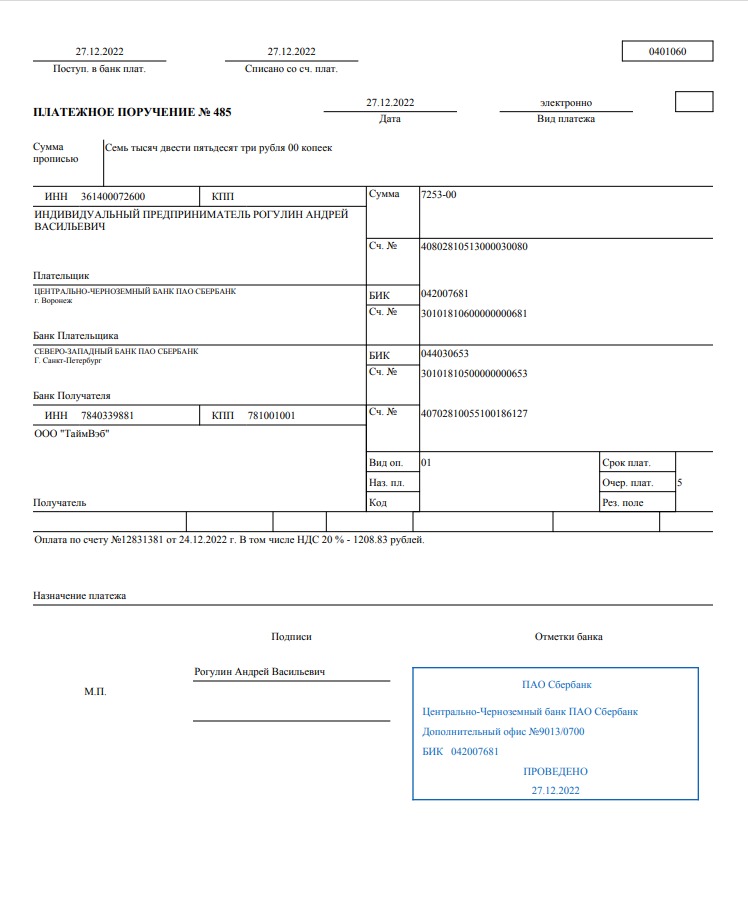 27.12.2022 27.12.2022 0401060
Поступ. в банк плат. Списано со сч. плат.
ПЛАТЕЖНОЕ ПОРУЧЕНИЕ № 485 27.12.2022 электронно
Дата Вид платежа
Сумма прописью Семь тысяч двести пятьдесят три рубля 00 копеек
ИНН 361400072600 КПП Сумма 7253-00
ИНДИВИДУАЛЬНЫЙ ПРЕДПРИНИМАТЕЛЬ РОГУЛИН АНДРЕЙ
ВАСИЛЬЕВИЧ
Сч. № 40802810513000030080
Плательщик
ЦЕНТРАЛЬНО-ЧЕРНОЗЕМНЫЙ БАНК ПАО СБЕРБАНК БИК 042007681
г. Воронеж
Сч. № 30101810600000000681
Банк Плательщика
СЕВЕРО-ЗАПАДНЫЙ БАНК ПАО СБЕРБАНК БИК 044030653
Г. Санкт-Петербург
Сч. № 30101810500000000653
Банк Получателя
ИНН 7840339881 КПП 781001001 Сч. № 40702810055100186127
ООО "ТаймВэб"
Вид оп. 01 Срок плат.
Наз. пл. Очер. плат. 5
Получатель Код Рез. поле
Оплата по счету №12831381 от 24.12.2022 г. В том числе НДС 20 % - 1208.83 рублей.
Назначение платежа
Подписи Отметки банка
Рогулин Андрей Васильевич
М.П.
ПАО Сбербанк
Центрально-Черноземный банк ПАО Сбербанк
Дополнительный офис №9013/0700
БИК 042007681
ПРОВЕДЕНО
27.12.2022